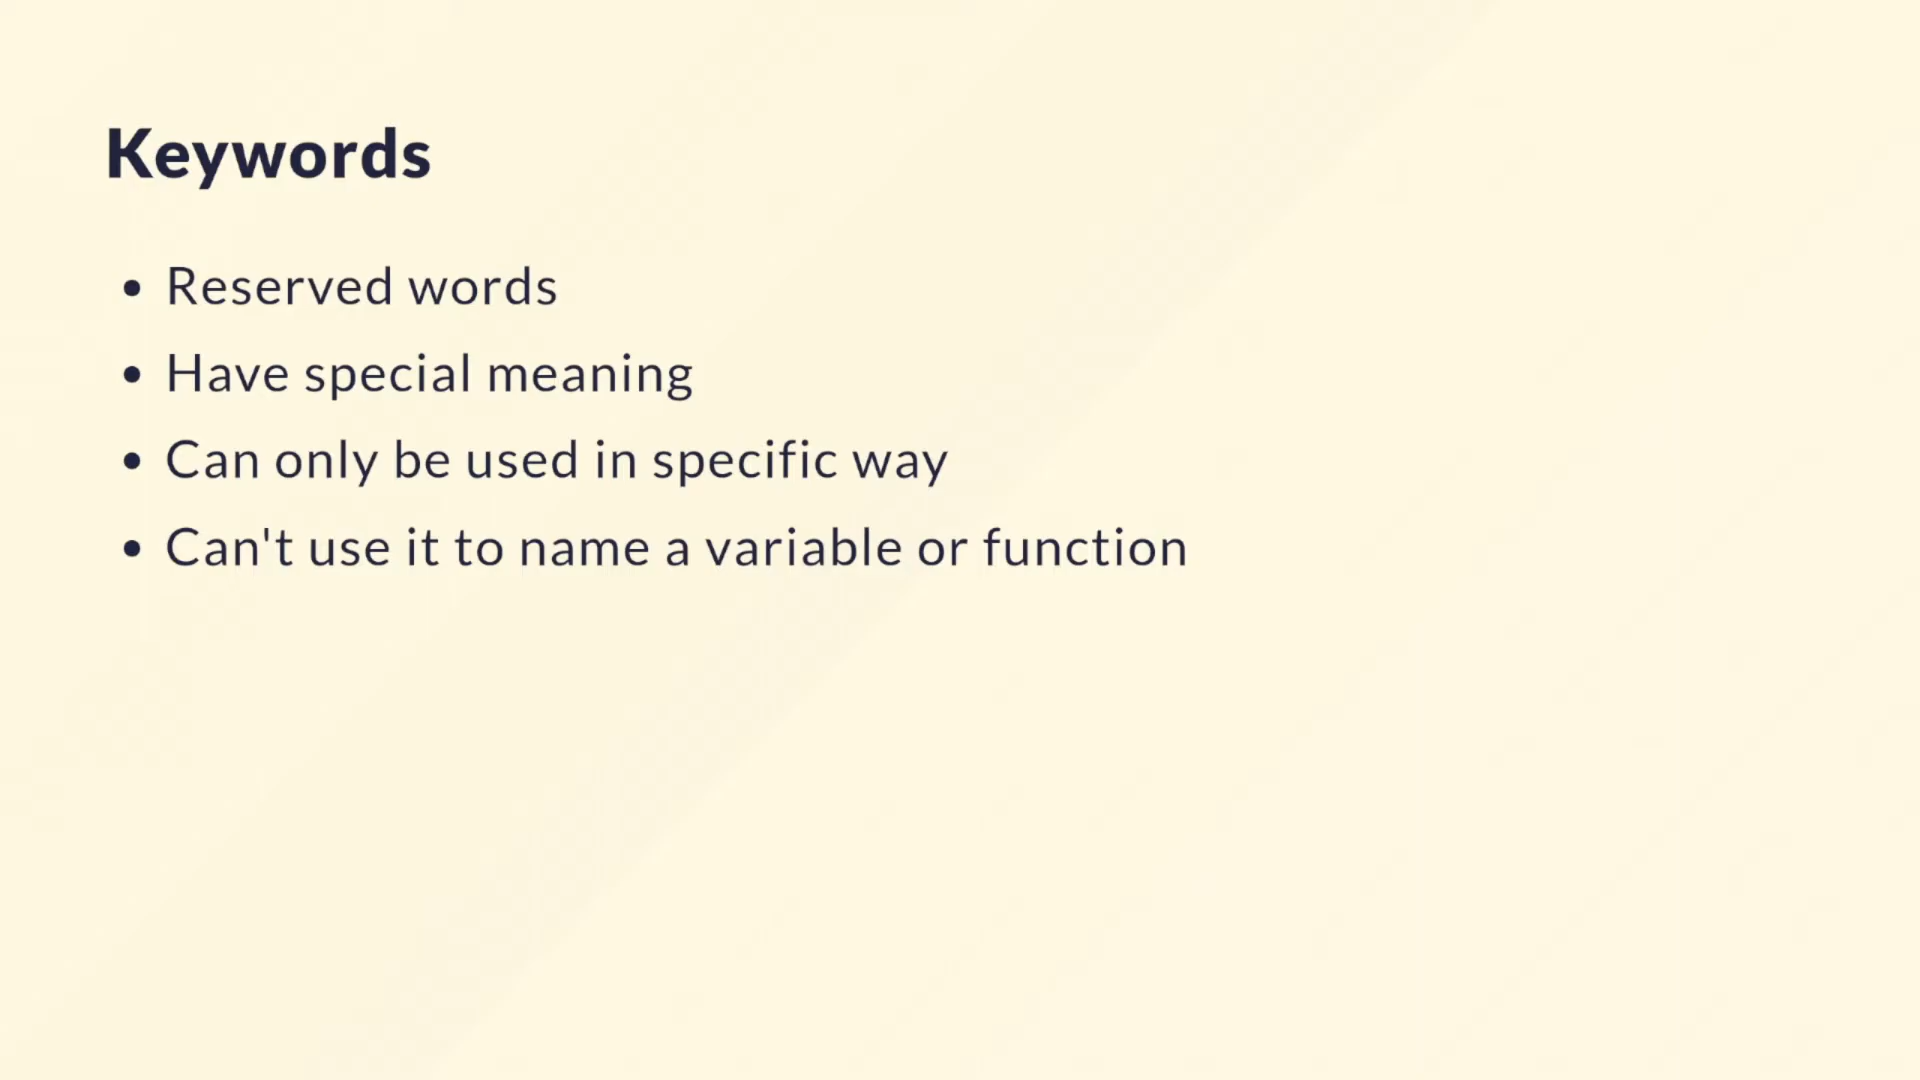 Keywords
• Reserved words
• Have special meaning
• Can only be used in specific way
• Can't use it to name a variable or function